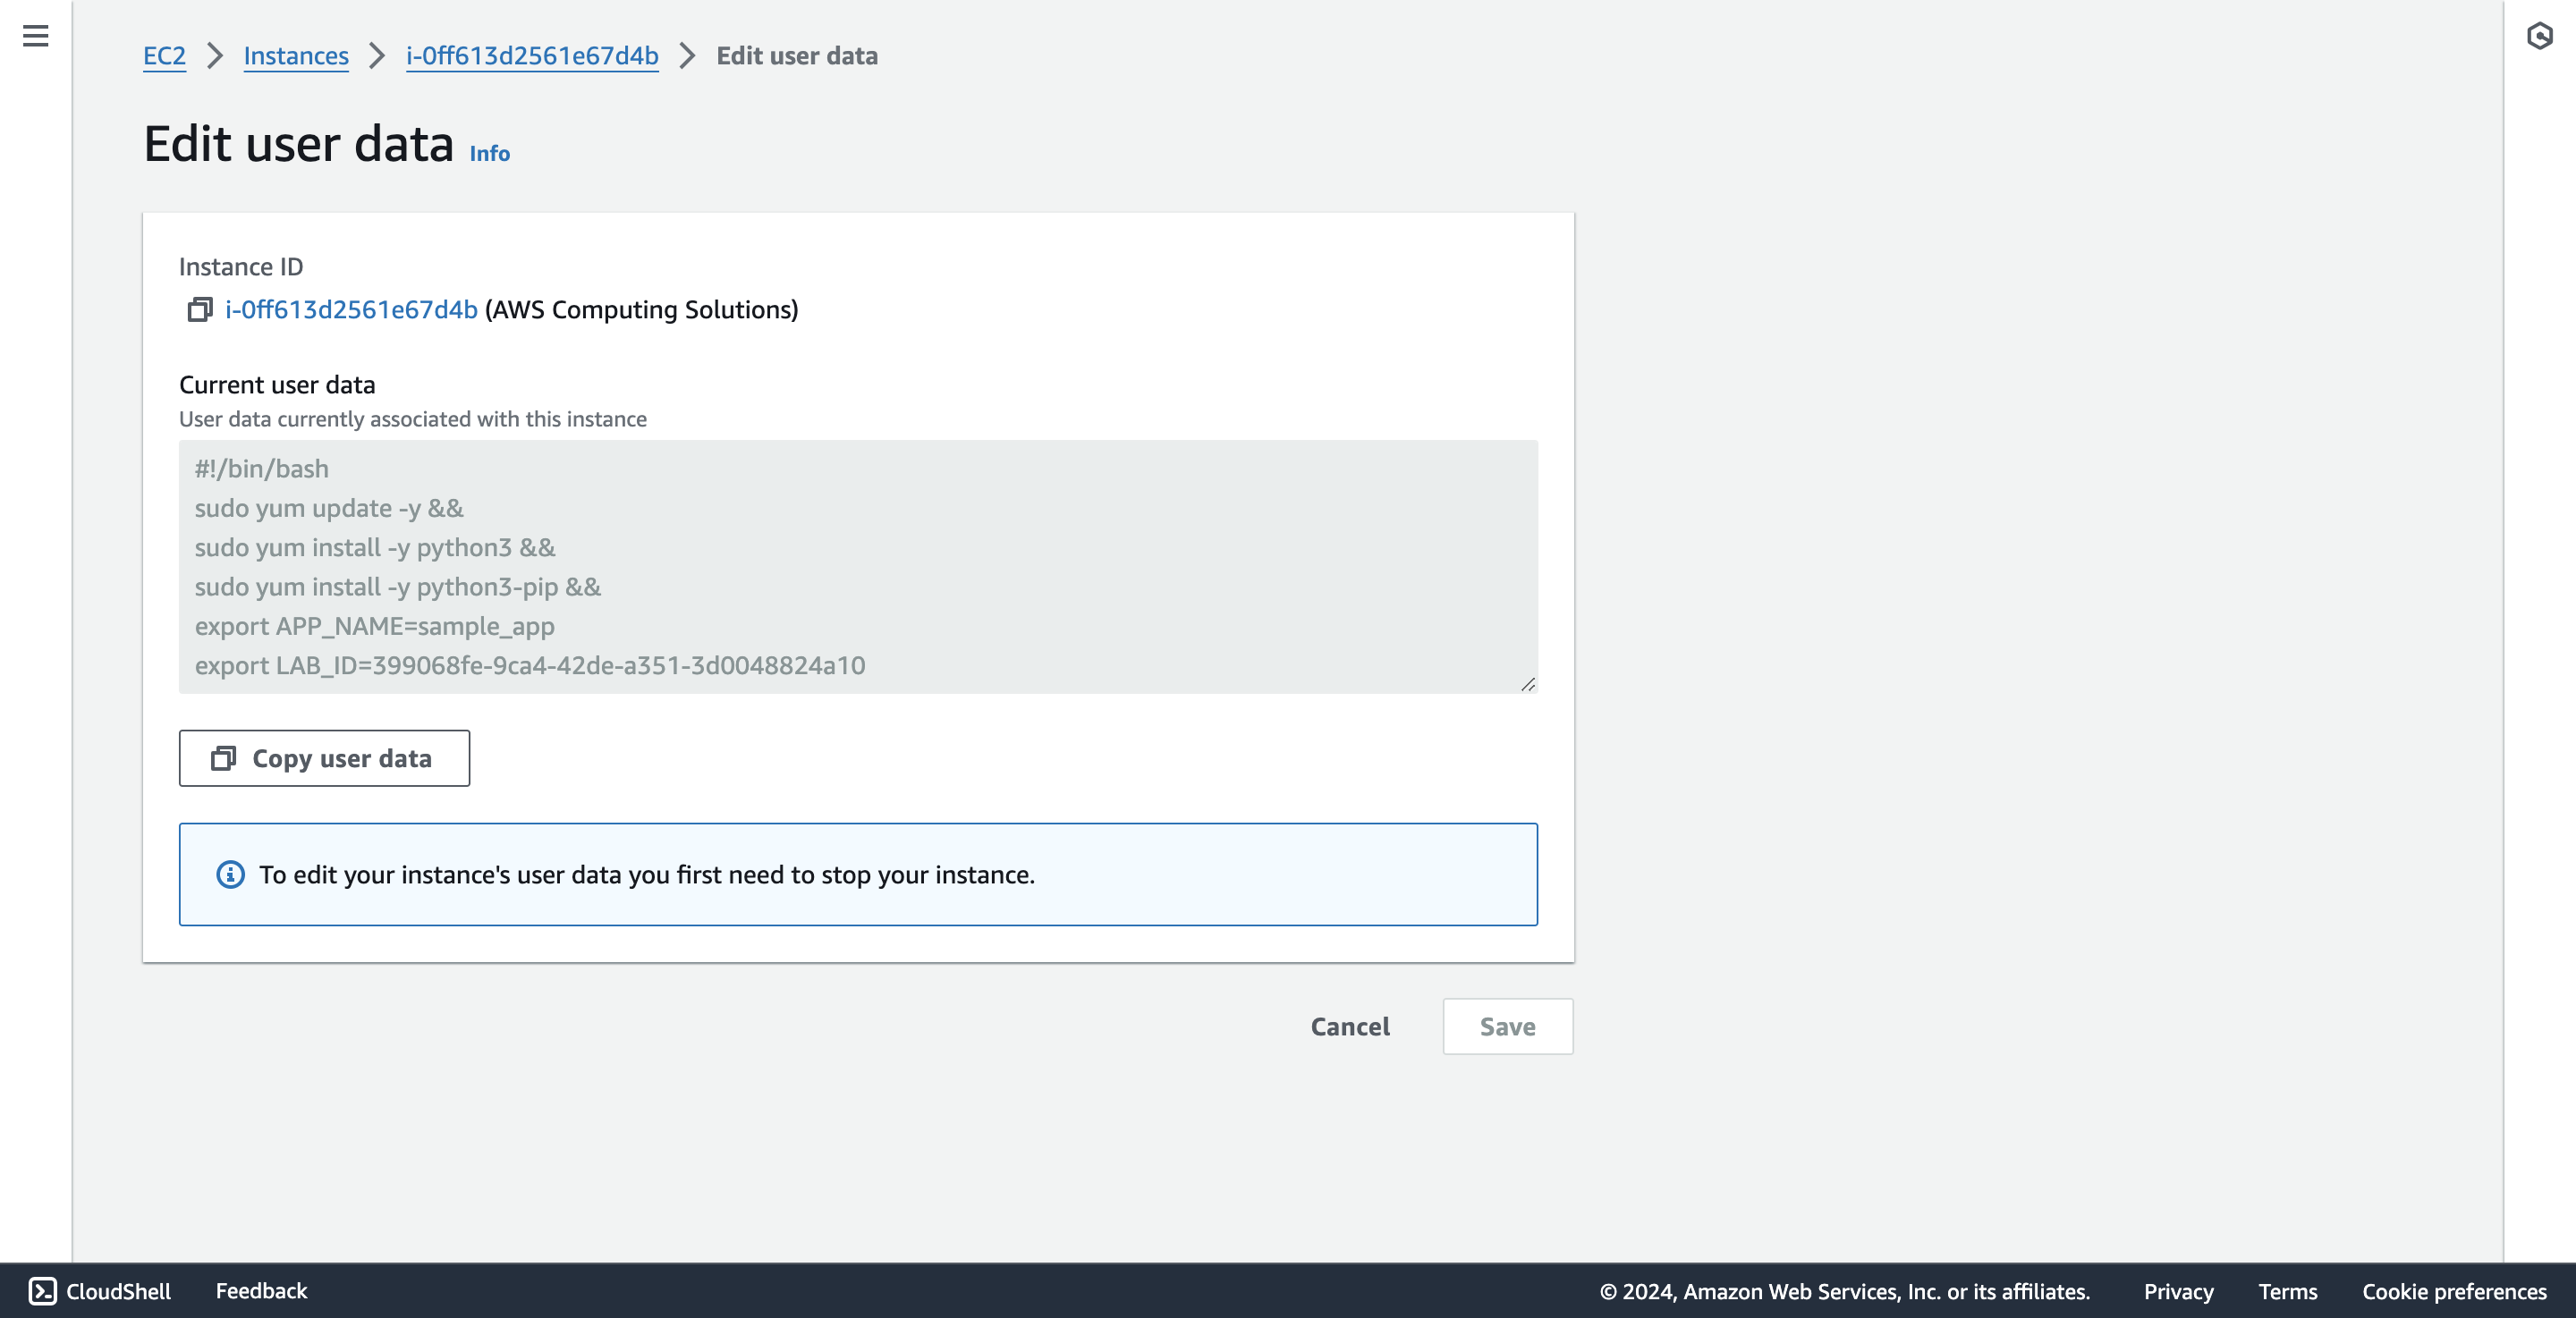 EC2 > Instances > i-0ff613d2561e67d4b > Edit user data
Edit user data Info
Instance ID
i-0ff613d2561e67d4b (AWS Computing Solutions)
Current user data
User data currently associated with this instance
#!/bin/bash
sudo yum update -y &&
sudo yum install -y python3 &&
sudo yum install -y python3-pip &&
export APP_NAME=sample_app
export LAB_ID=399068fe-9ca4-42de-a351-3d0048824a10
Copy user data
To edit your instance's user data you first need to stop your instance.
Cancel Save
CloudShell Feedback © 2024, Amazon Web Services, Inc. or its affiliates. Privacy Terms Cookie preferences